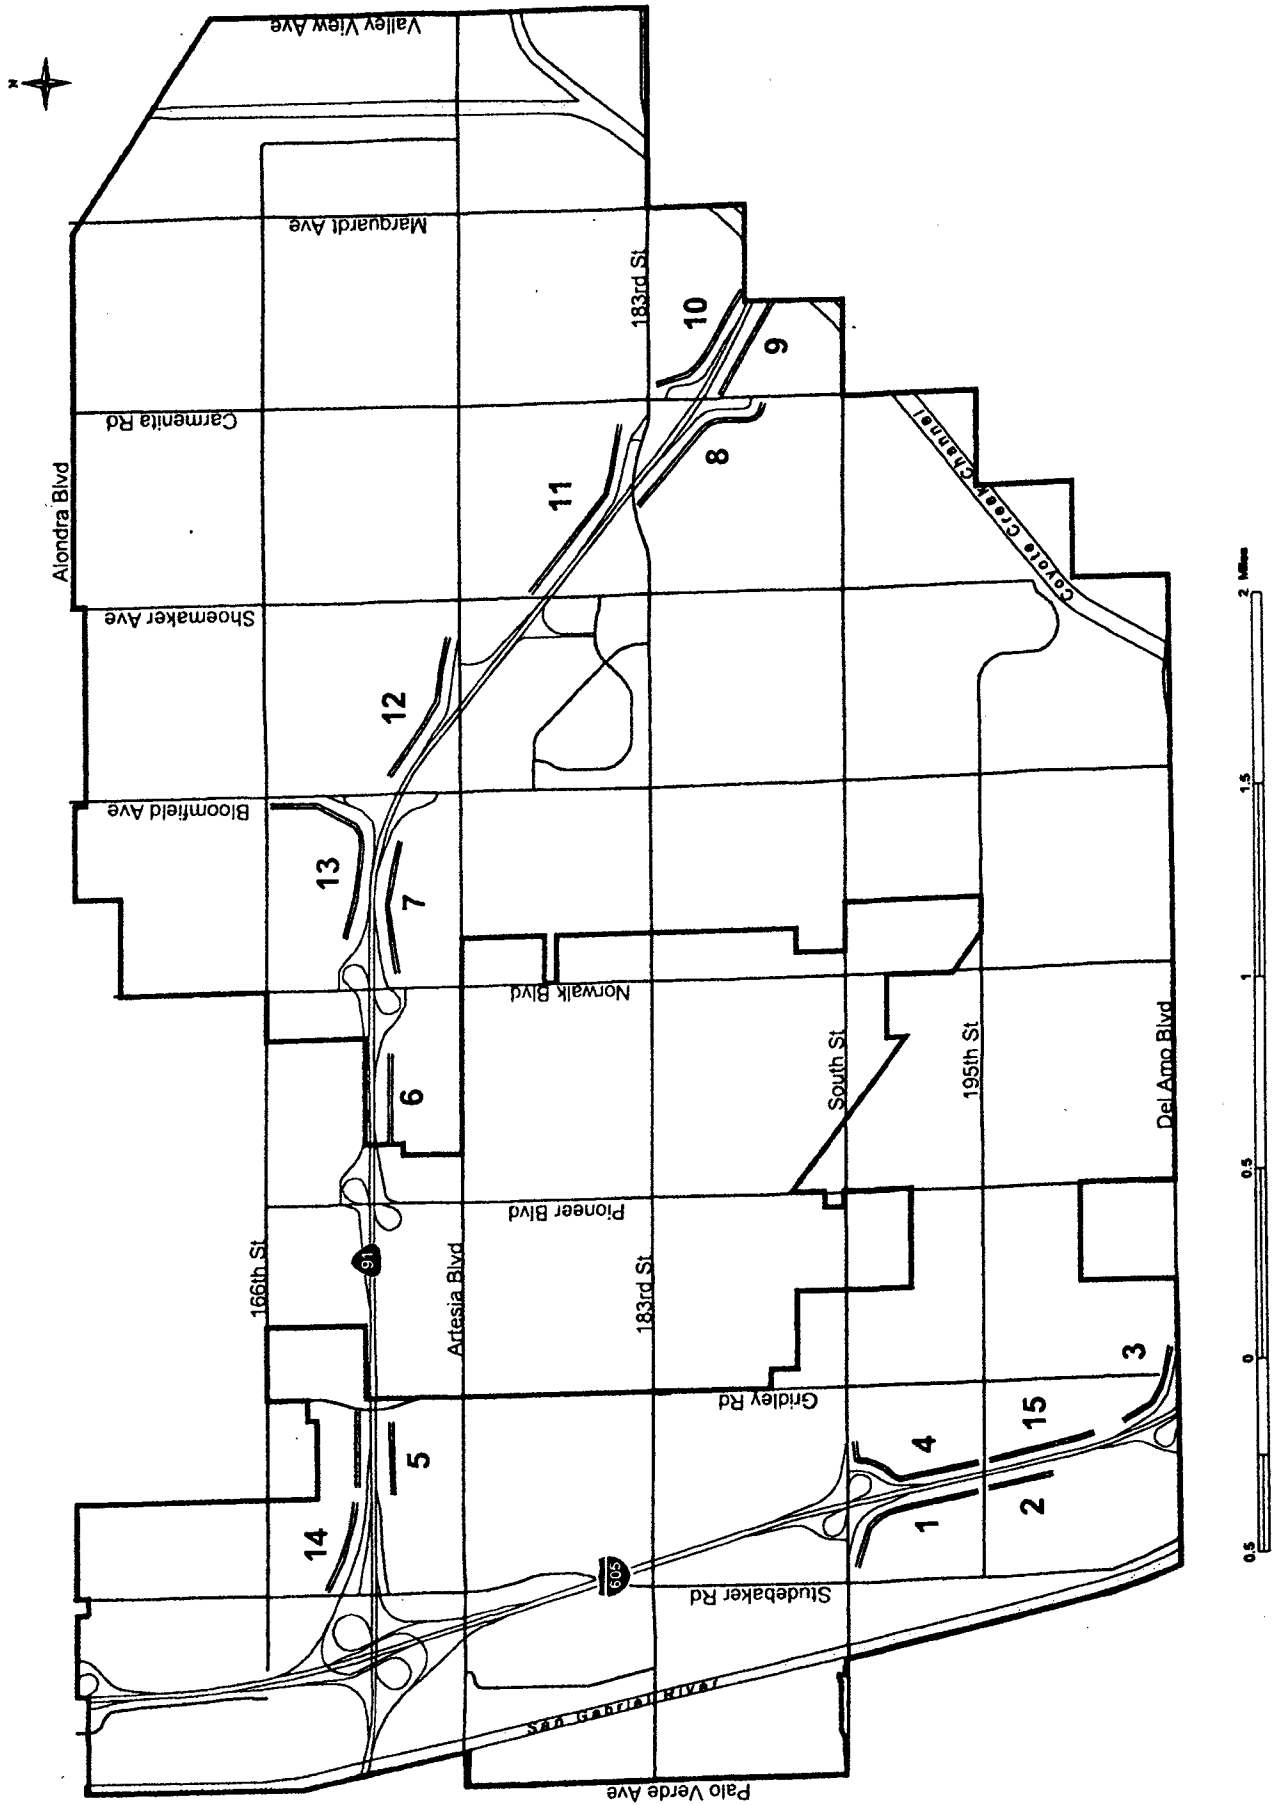 N
Alondra Blvd
166th St
Artesia Blvd
183rd St
183rd St
South St
195th St
Del Amo Blvd
Palo Verde Ave
Studebaker Rd
Gridley Rd
Pioneer Blvd
Norwalk Blvd
Bloomfield Ave
Shoemaker Ave
Carmenita Rd
Marquardt Ave
Valley View Ave
San Gabriel River
Coyote Creek Channel
91
605
1
2
3
4
5
6
7
8
9
10
11
12
13
14
15
0.5
0
0.5
1
1.5
2
Miles